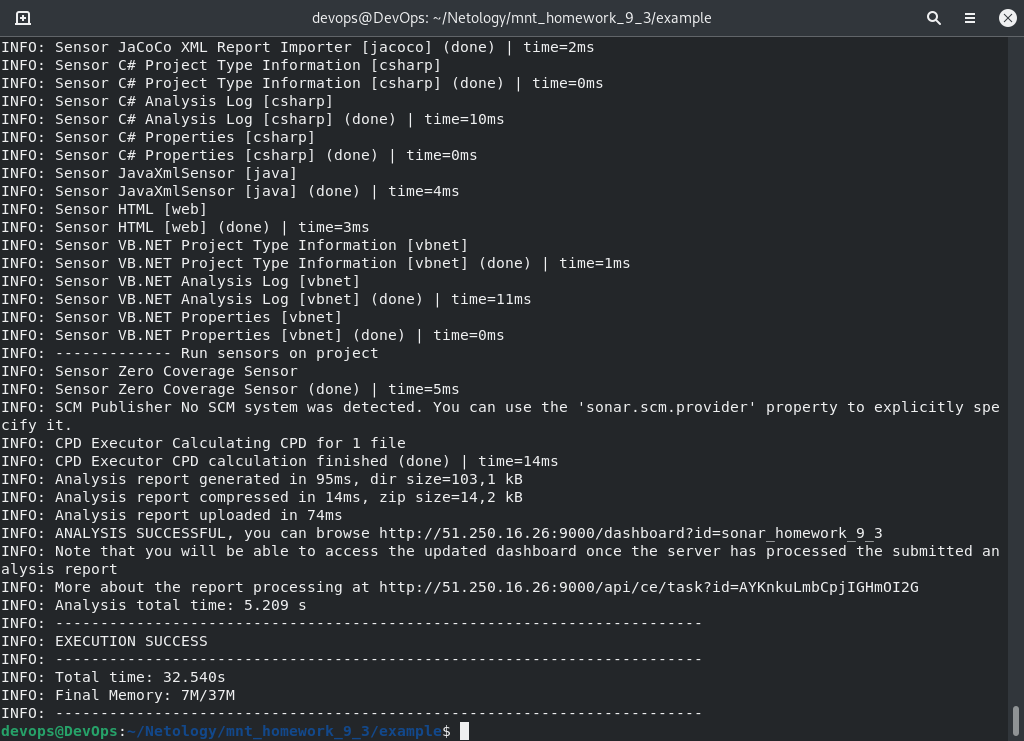 devops@DevOps: ~/Netology/mnt_homework_9_3/example
INFO: Sensor JaCoCo XML Report Importer [jacoco] (done) | time=2ms
INFO: Sensor C# Project Type Information [csharp]
INFO: Sensor C# Project Type Information [csharp] (done) | time=0ms
INFO: Sensor C# Analysis Log [csharp]
INFO: Sensor C# Analysis Log [csharp] (done) | time=10ms
INFO: Sensor C# Properties [csharp]
INFO: Sensor C# Properties [csharp] (done) | time=0ms
INFO: Sensor JavaXmlSensor [java]
INFO: Sensor JavaXmlSensor [java] (done) | time=4ms
INFO: Sensor HTML [web]
INFO: Sensor HTML [web] (done) | time=3ms
INFO: Sensor VB.NET Project Type Information [vbnet]
INFO: Sensor VB.NET Project Type Information [vbnet] (done) | time=1ms
INFO: Sensor VB.NET Analysis Log [vbnet]
INFO: Sensor VB.NET Analysis Log [vbnet] (done) | time=11ms
INFO: Sensor VB.NET Properties [vbnet]
INFO: Sensor VB.NET Properties [vbnet] (done) | time=0ms
INFO: ------------- Run sensors on project
INFO: Sensor Zero Coverage Sensor
INFO: Sensor Zero Coverage Sensor (done) | time=5ms
INFO: SCM Publisher No SCM system was detected. You can use the 'sonar.scm.provider' property to explicitly spe
cify it.
INFO: CPD Executor Calculating CPD for 1 file
INFO: CPD Executor CPD calculation finished (done) | time=14ms
INFO: Analysis report generated in 95ms, dir size=103,1 kB
INFO: Analysis report compressed in 14ms, zip size=14,2 kB
INFO: Analysis report uploaded in 74ms
INFO: ANALYSIS SUCCESSFUL, you can browse http://51.250.16.26:9000/dashboard?id=sonar_homework_9_3
INFO: Note that you will be able to access the updated dashboard once the server has processed the submitted an
alysis report
INFO: More about the report processing at http://51.250.16.26:9000/api/ce/task?id=AYKnkuLmbCpjIGHmOI2G
INFO: Analysis total time: 5.209 s
INFO: ------------------------------------------------------------------------
INFO: EXECUTION SUCCESS
INFO: ------------------------------------------------------------------------
INFO: Total time: 32.540s
INFO: Final Memory: 7M/37M
INFO: ------------------------------------------------------------------------
devops@DevOps:~/Netology/mnt_homework_9_3/example$